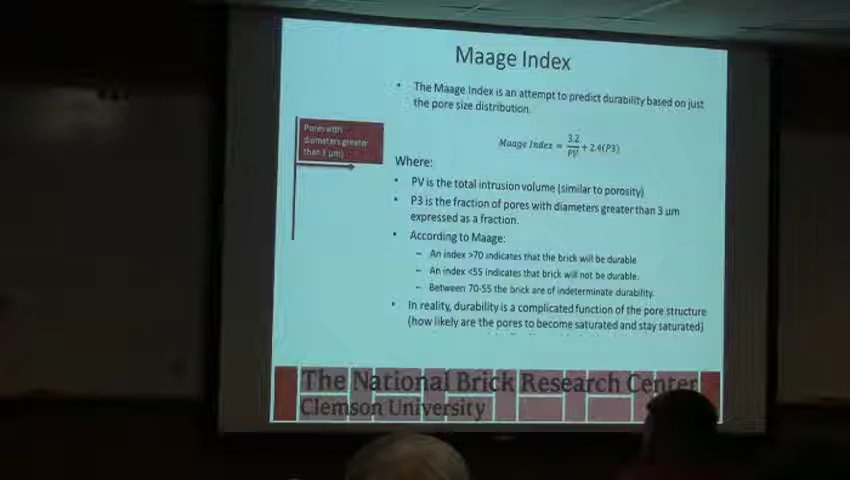 Maage Index
• The Maage Index is an attempt to predict durability based on just
the pore size distribution.
Pores with
diameters greater
than 3 µm)
Maage Index = 3.2/PV + 2.4(P3)
Where:
• PV is the total intrusion volume (similar to porosity)
• P3 is the fraction of pores with diameters greater than 3 µm
expressed as a fraction.
• According to Maage:
– An index >70 indicates that the brick will be durable
– An index <55 indicates that brick will not be durable.
– Between 70-55 the brick are of indeterminate durability.
• In reality, durability is a complicated function of the pore structure
(how likely are the pores to become saturated and stay saturated)
The National Brick Research Center
Clemson University